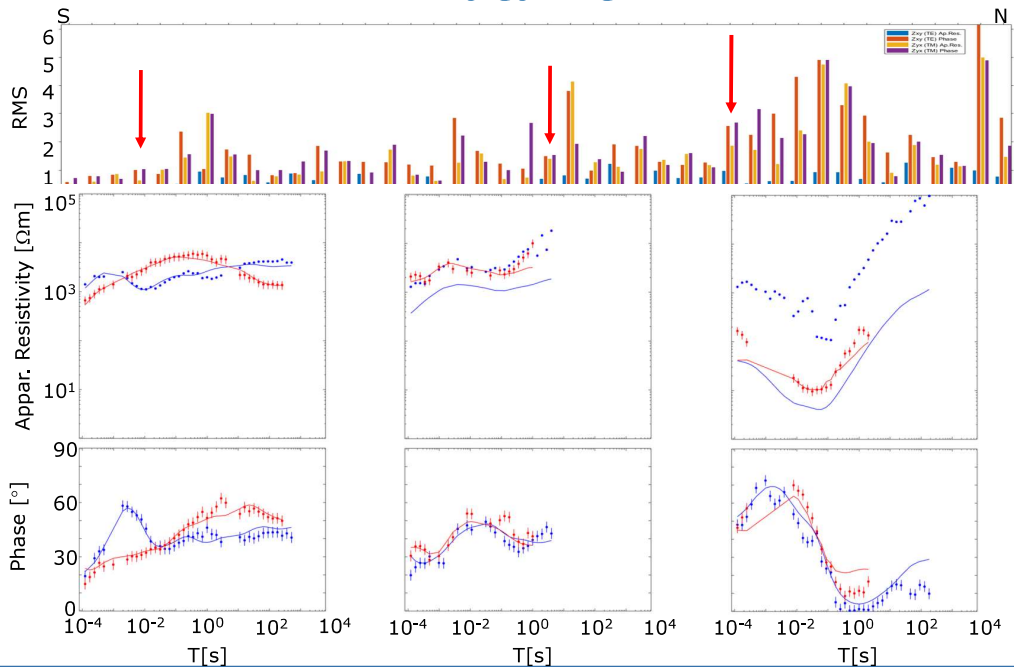 S
N
6
5
4
3
2
1
RMS
Zxy (TE) Ap.Res.
Zxy (TE) Phase
Zyx (TM) Ap.Res.
Zyx (TM) Phase
10⁵
10³
10¹
Appar. Resistivity [Ωm]
90
60
30
0
Phase [°]
10⁻⁴ 10⁻² 10⁰ 10² 10⁴ 10⁻⁴ 10⁻² 10⁰ 10² 10⁴ 10⁻⁴ 10⁻² 10⁰ 10² 10⁴
T[s] T[s] T[s]